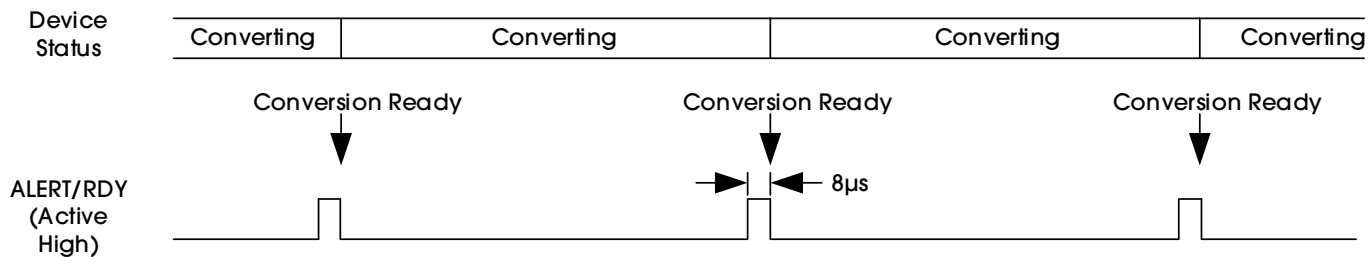 Device
Status
Converting
Converting
Converting
Converting
Conversion Ready
Conversion Ready
Conversion Ready
ALERT/RDY
(Active
High)
8µs